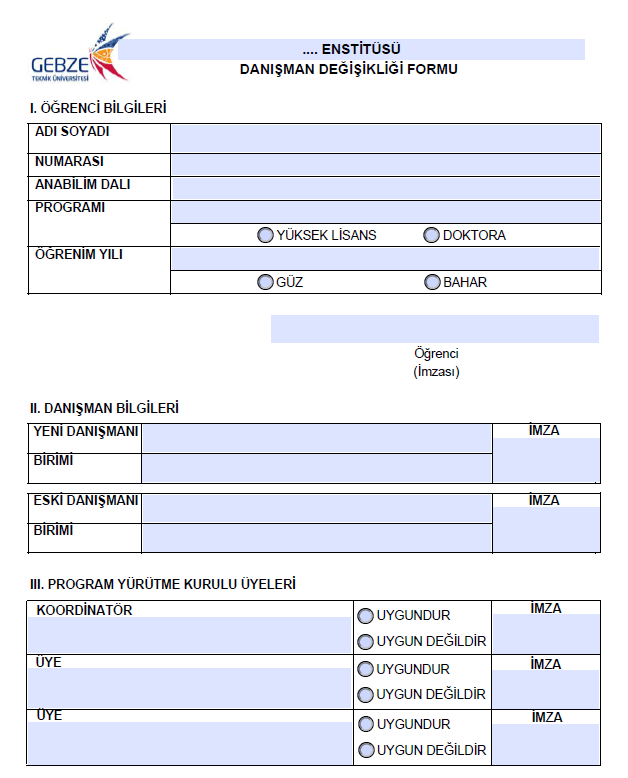 GEBZE
TEKNİK ÜNİVERSİTESİ
.... ENSTİTÜSÜ
DANIŞMAN DEĞİŞİKLİĞİ FORMU
I. ÖĞRENCİ BİLGİLERİ
ADI SOYADI
NUMARASI
ANABİLİM DALI
PROGRAMI
YÜKSEK LİSANS DOKTORA
ÖĞRENİM YILI
GÜZ BAHAR
Öğrenci
(İmzası)
II. DANIŞMAN BİLGİLERİ
YENİ DANIŞMANI İMZA
BİRİMİ
ESKİ DANIŞMANI İMZA
BİRİMİ
III. PROGRAM YÜRÜTME KURULU ÜYELERİ
KOORDİNATÖR UYGUNDUR İMZA
UYGUN DEĞİLDİR
ÜYE UYGUNDUR İMZA
UYGUN DEĞİLDİR
ÜYE UYGUNDUR İMZA
UYGUN DEĞİLDİR